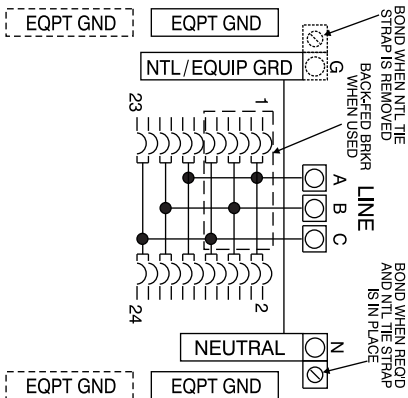 BOND WHEN NTL TIE
STRAP IS REMOVED
EQPT GND
EQPT GND
NTL/EQUIP GRD
G
BACK-FED BRKR
WHEN USED
23
1
A
B
C
LINE
24
2
BOND WHEN REQ'D
AND NTL TIE STRAP
IS IN PLACE
NEUTRAL
N
EQPT GND
EQPT GND